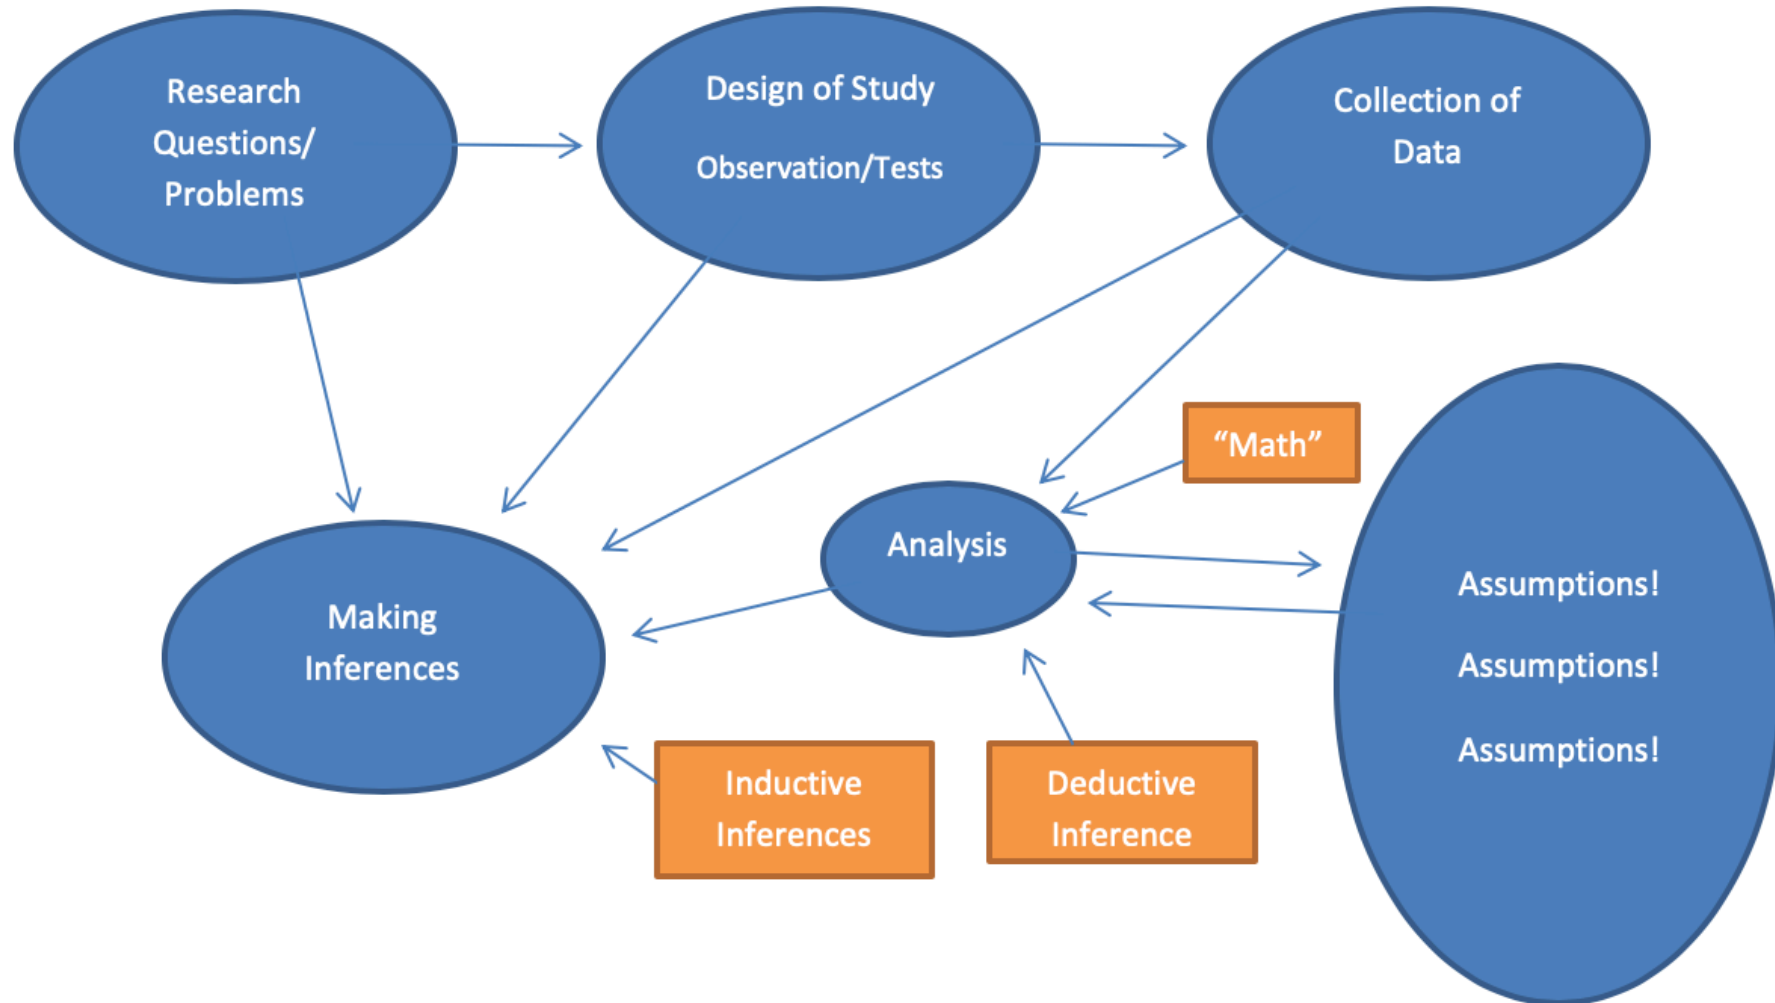 Research
Questions/
Problems
Design of Study
Observation/Tests
Collection of
Data
“Math”
Analysis
Assumptions!
Assumptions!
Assumptions!
Making
Inferences
Inductive
Inferences
Deductive
Inference